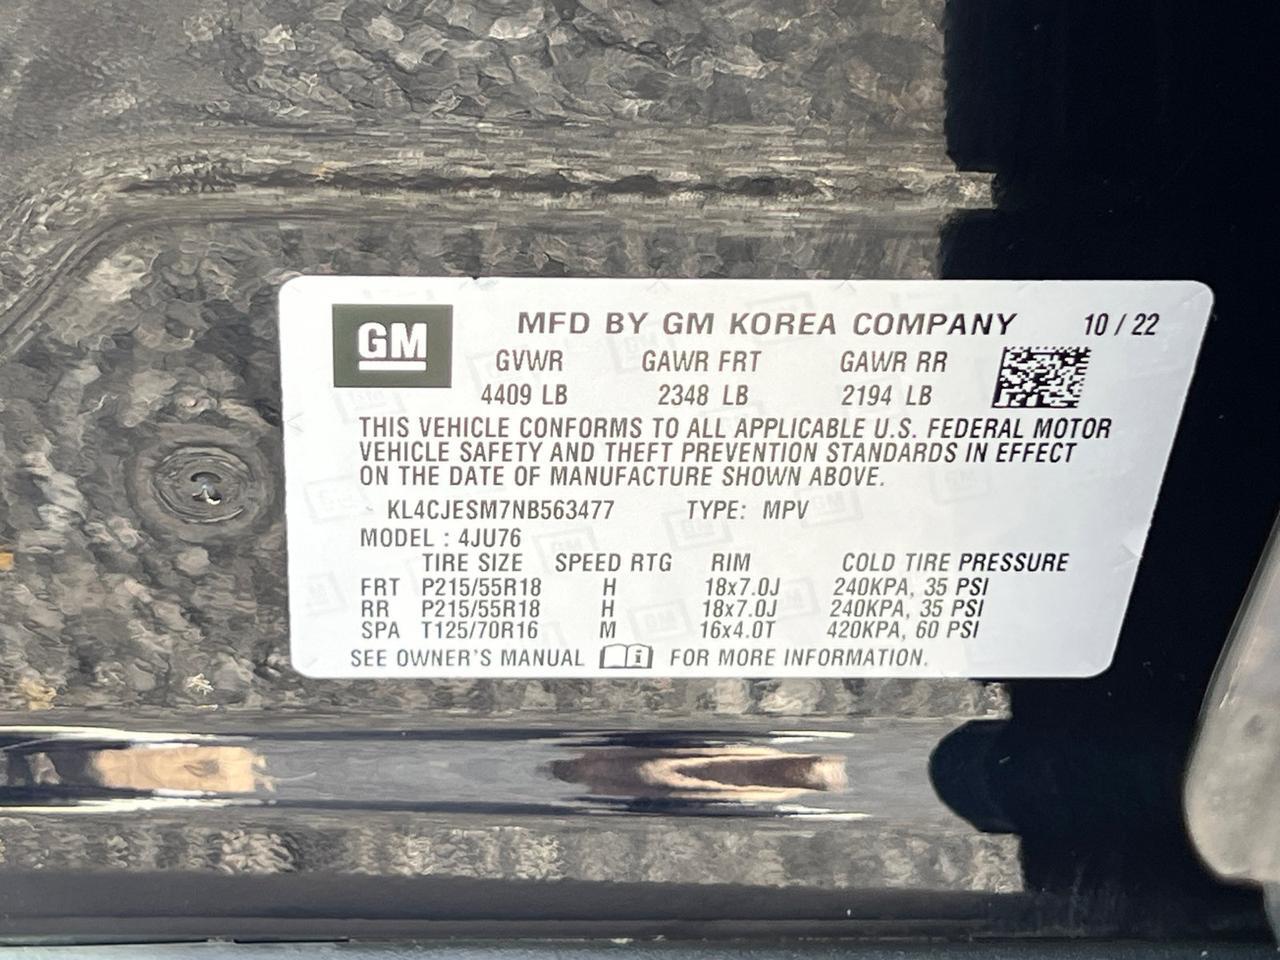 GM
MFD BY GM KOREA COMPANY 10 / 22
GVWR GAWR FRT GAWR RR
4409 LB 2348 LB 2194 LB
THIS VEHICLE CONFORMS TO ALL APPLICABLE U.S. FEDERAL MOTOR
VEHICLE SAFETY AND THEFT PREVENTION STANDARDS IN EFFECT
ON THE DATE OF MANUFACTURE SHOWN ABOVE.
KL4CJESM7NB563477 TYPE: MPV
MODEL : 4JU76
TIRE SIZE SPEED RTG RIM COLD TIRE PRESSURE
FRT P215/55R18 H 18x7.0J 240KPA, 35 PSI
RR P215/55R18 H 18x7.0J 240KPA, 35 PSI
SPA T125/70R16 M 16x4.0T 420KPA, 60 PSI
SEE OWNER'S MANUAL i FOR MORE INFORMATION.